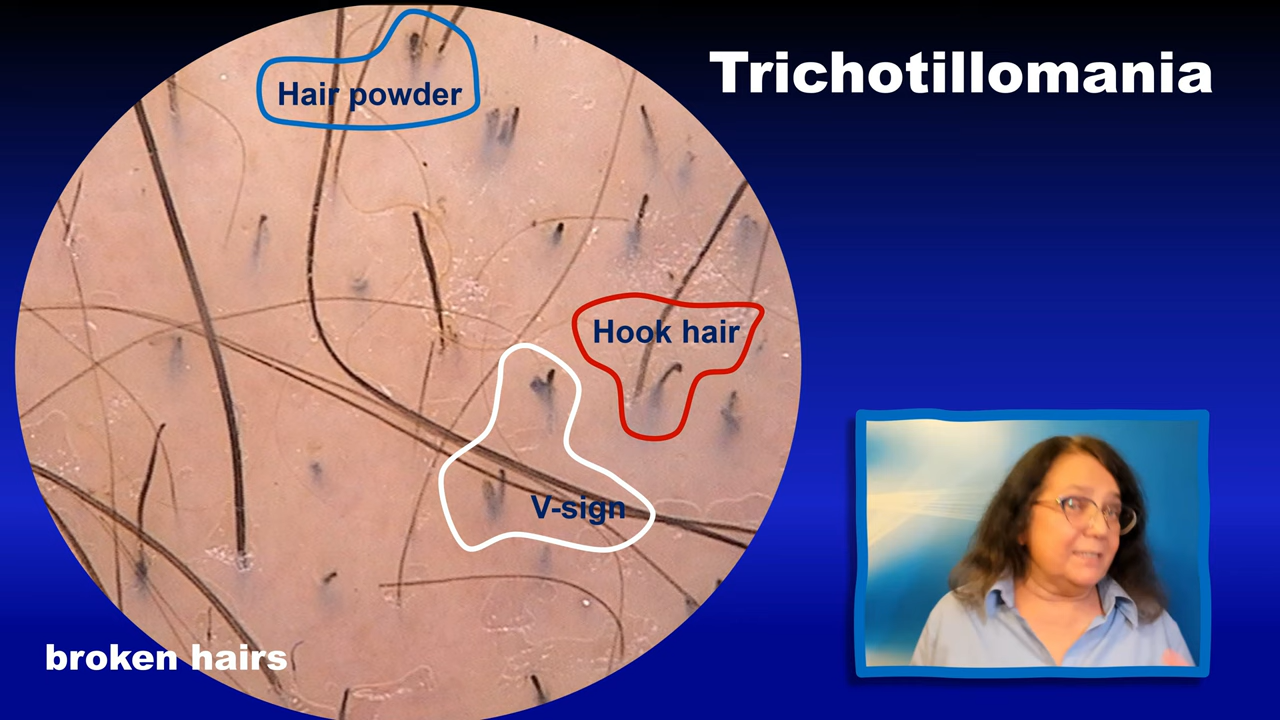 Trichotillomania
Hair powder
Hook hair
V-sign
broken hairs